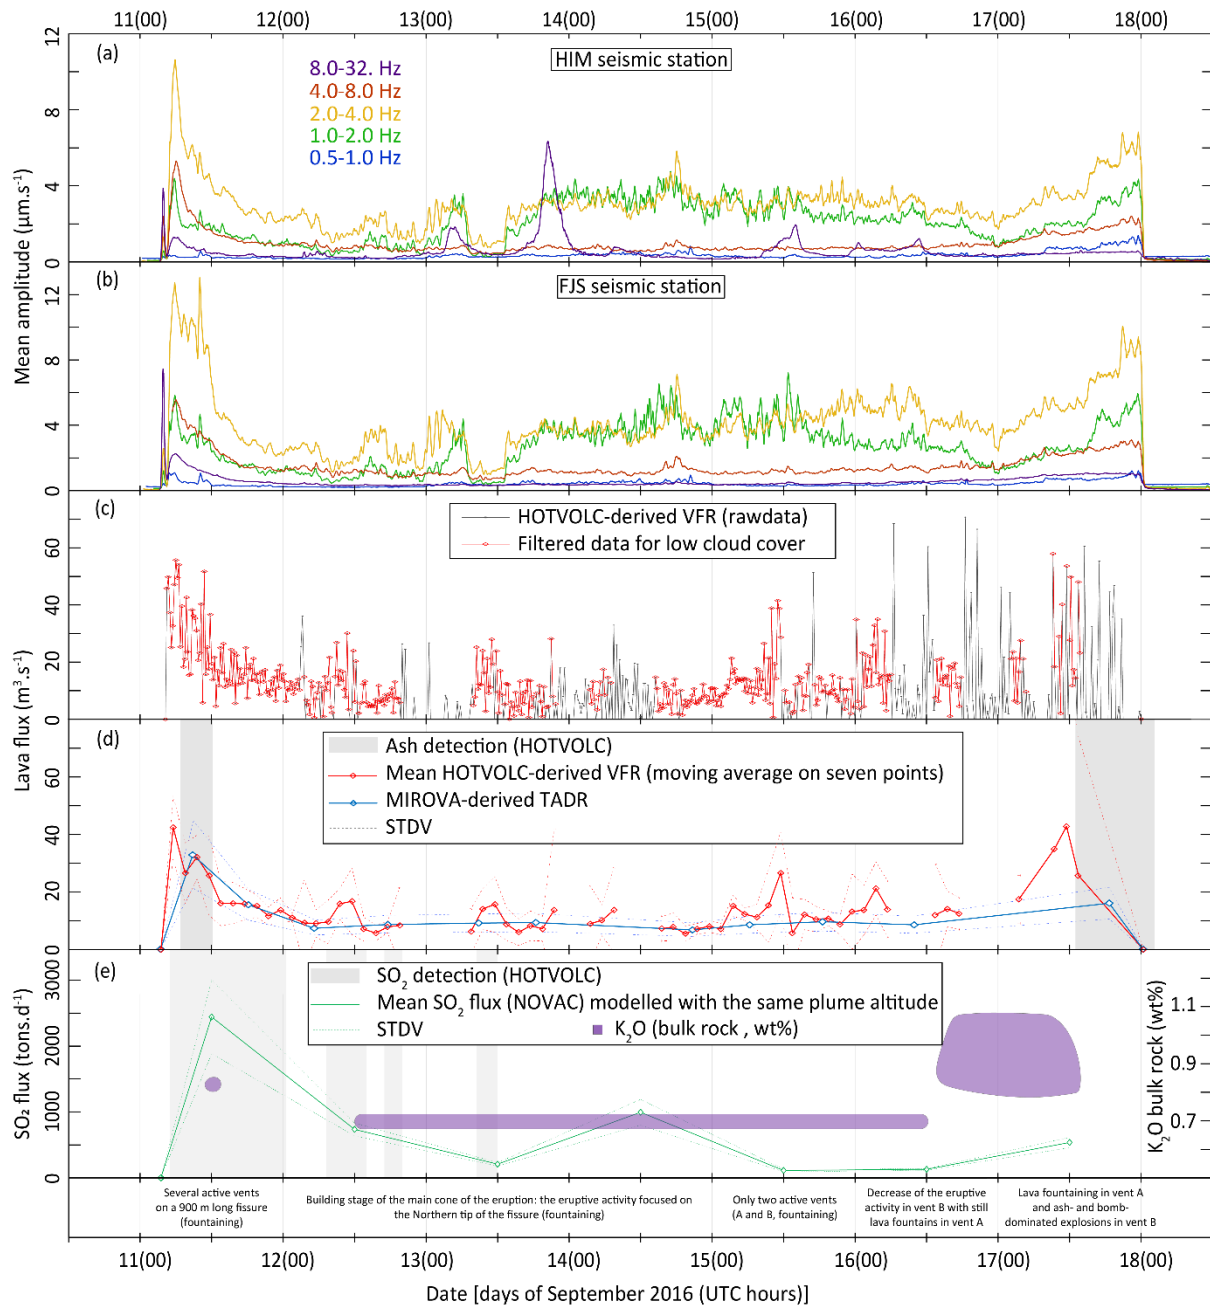 11(00) 12(00) 13(00) 14(00) 15(00) 16(00) 17(00) 18(00)
(a)
HIM seismic station
8.0-32. Hz
4.0-8.0 Hz
2.0-4.0 Hz
1.0-2.0 Hz
0.5-1.0 Hz
12
8
4
0
Mean amplitude (µm.s⁻¹)
(b)
FJS seismic station
12
8
4
0
(c)
HOTVOLC-derived VFR (rawdata)
Filtered data for low cloud cover
60
40
20
0
Lava flux (m³.s⁻¹)
(d)
Ash detection (HOTVOLC)
Mean HOTVOLC-derived VFR (moving average on seven points)
MIROVA-derived TADR
STDV
60
40
20
0
(e)
SO₂ detection (HOTVOLC)
Mean SO₂ flux (NOVAC) modelled with the same plume altitude
STDV K₂O (bulk rock , wt%)
3000
2000
1000
0
SO₂ flux (tons.d⁻¹)
1.1
0.9
0.7
K₂O bulk rock (wt%)
Several active vents
on a 900 m long fissure
(fountaining)
Building stage of the main cone of the eruption: the eruptive activity focused on
the Northern tip of the fissure (fountaining)
Only two active vents
(A and B, fountaining)
Decrease of the eruptive
activity in vent B with still
lava fountains in vent A
Lava fountaining in vent A
and ash- and bomb-
dominated explosions in vent B
11(00) 12(00) 13(00) 14(00) 15(00) 16(00) 17(00) 18(00)
Date [days of September 2016 (UTC hours)]